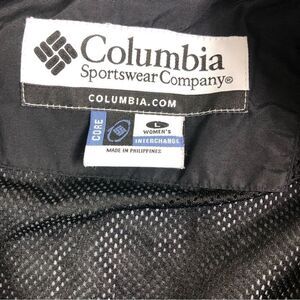 Columbia
Sportswear Company®
COLUMBIA.COM
CORE
L
WOMEN'S
INTERCHANGE
MADE IN PHILIPPINES